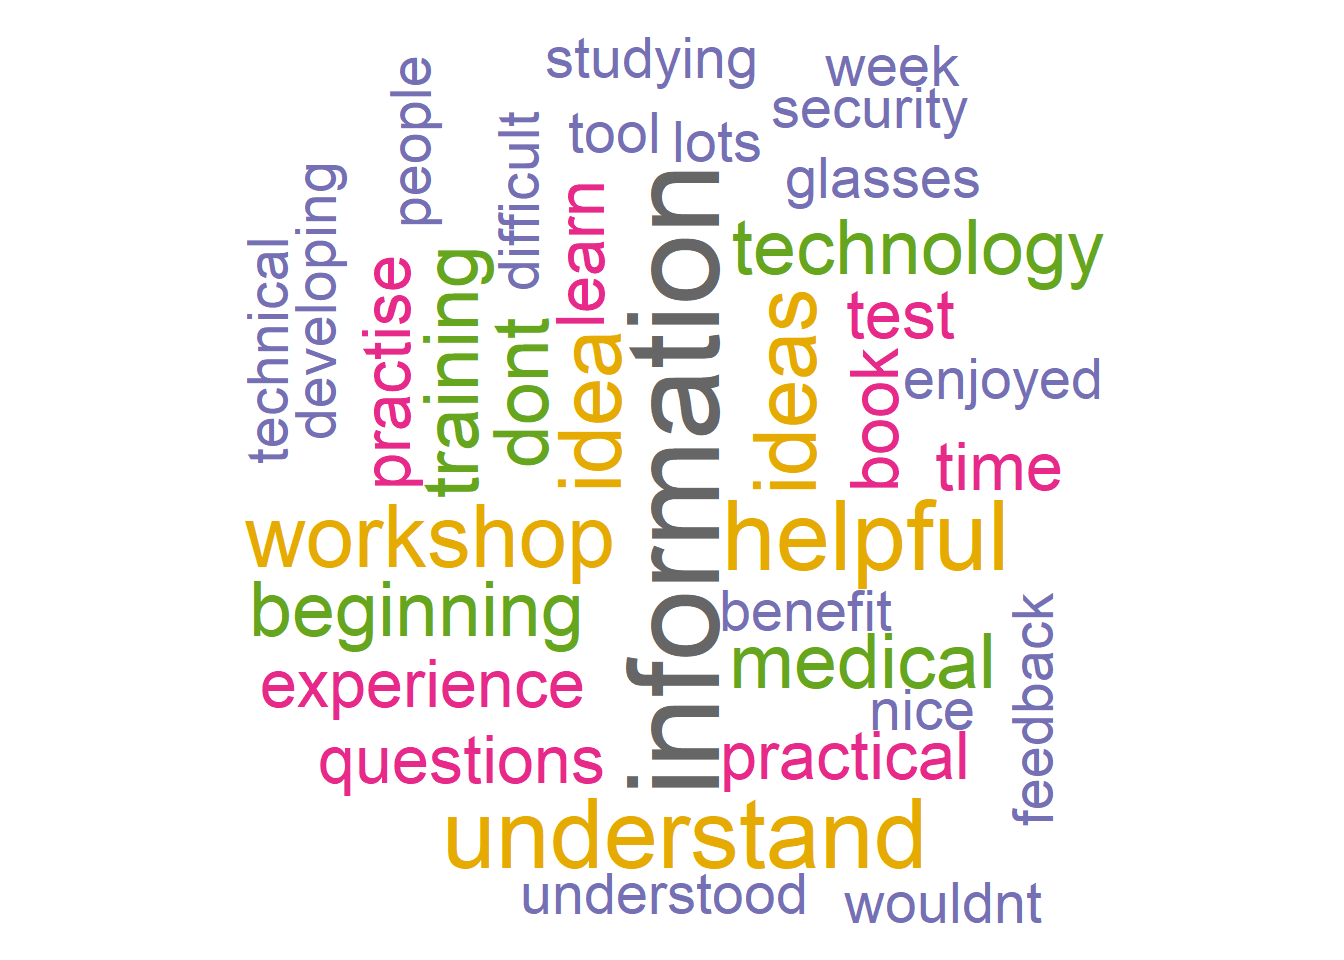 studying
week
people
security
tool
lots
difficult
glasses
technical
developing
learn
information
technology
practise
training
dont
idea
ideas
test
book
enjoyed
time
workshop
helpful
beginning
benefit
medical
feedback
experience
nice
questions
practical
understand
understood
wouldnt